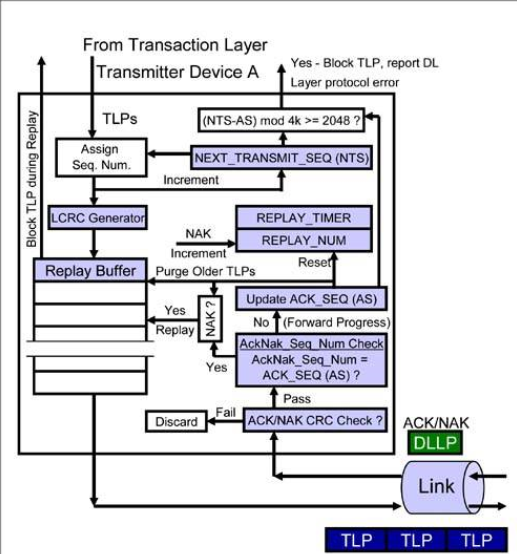 From Transaction Layer
Transmitter Device A
Yes - Block TLP, report DL
Layer protocol error
TLPs
(NTS-AS) mod 4k >= 2048 ?
Assign
Seq. Num.
NEXT_TRANSMIT_SEQ (NTS)
Increment
Block TLP during Replay
LCRC Generator
REPLAY_TIMER
NAK
REPLAY_NUM
Increment
Reset
Replay Buffer
Purge Older TLPs
Yes
Replay
NAK ?
Update ACK_SEQ (AS)
No
(Forward Progress)
AckNak_Seq_Num Check
AckNak_Seq_Num =
ACK_SEQ (AS) ?
Yes
Pass
Discard
Fail
ACK/NAK CRC Check ?
ACK/NAK
DLLP
Link
TLP
TLP
TLP